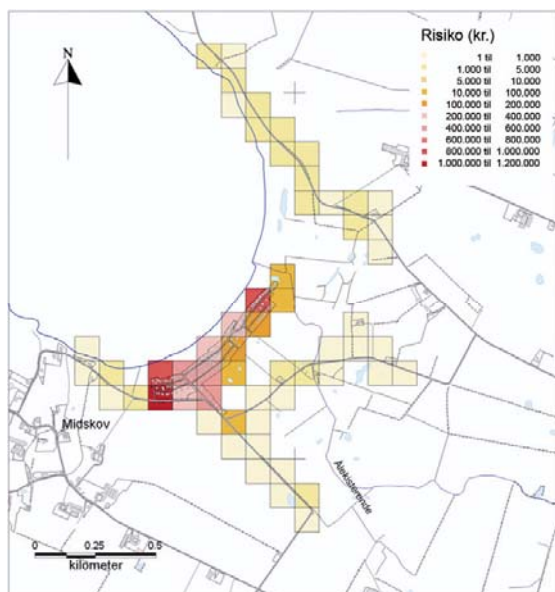 N
Risiko (kr.)
1 til 1.000
1.000 til 5.000
5.000 til 10.000
10.000 til 100.000
100.000 til 200.000
200.000 til 400.000
400.000 til 600.000
600.000 til 800.000
800.000 til 1.000.000
1.000.000 til 1.200.000
Midskov
Alekisterende
0 0.25 0.5
kilometer